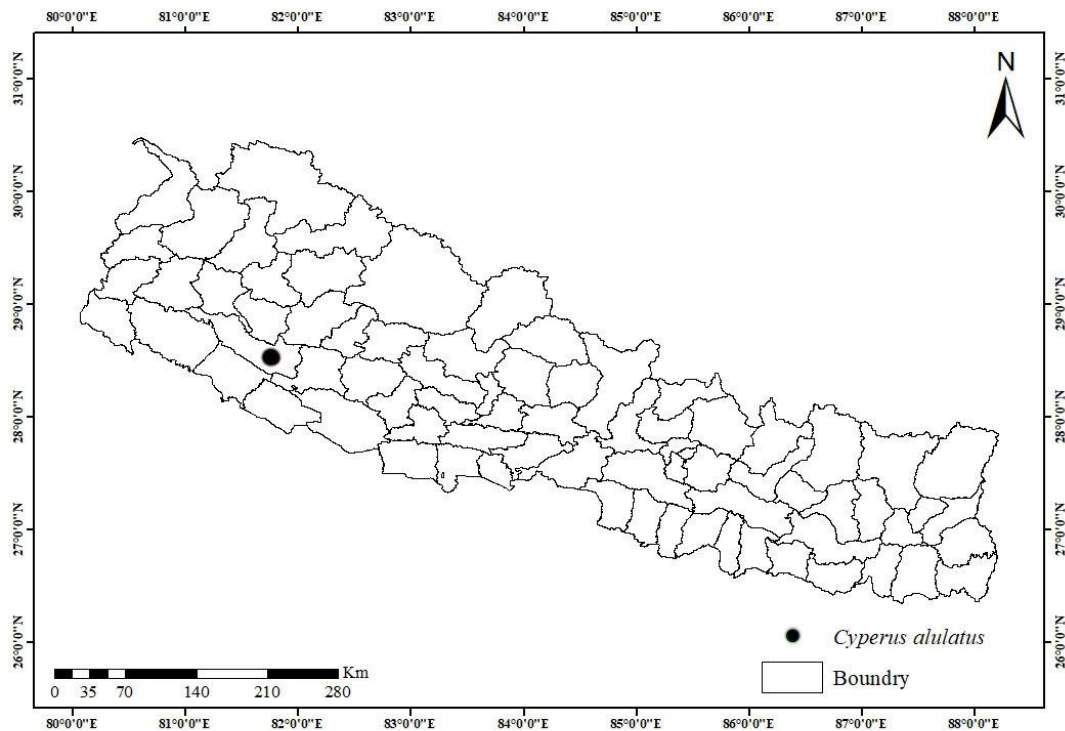 80°0'0"E 81°0'0"E 82°0'0"E 83°0'0"E 84°0'0"E 85°0'0"E 86°0'0"E 87°0'0"E 88°0'0"E
31°0'0"N 31°0'0"N
N
30°0'0"N 30°0'0"N
29°0'0"N 29°0'0"N
28°0'0"N 28°0'0"N
27°0'0"N 27°0'0"N
26°0'0"N 26°0'0"N
Cyperus alulatus
Boundry
Km
0 35 70 140 210 280
80°0'0"E 81°0'0"E 82°0'0"E 83°0'0"E 84°0'0"E 85°0'0"E 86°0'0"E 87°0'0"E 88°0'0"E